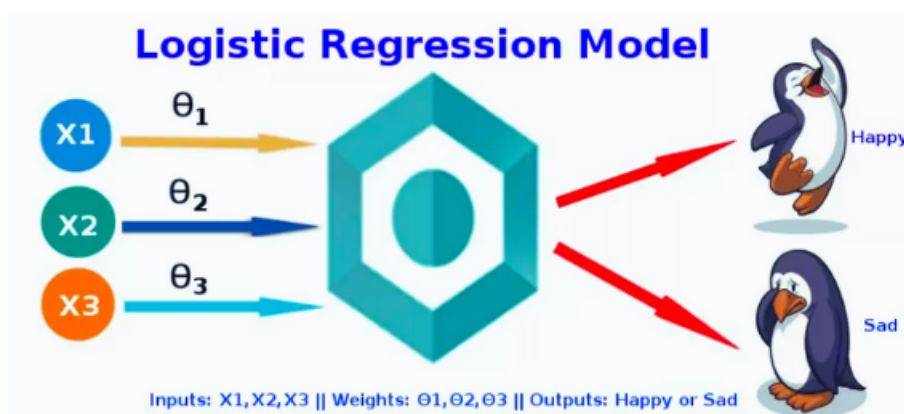 Logistic Regression Model
X1
θ1
X2
θ2
X3
θ3
Happy
Sad
Inputs: X1,X2,X3 || Weights: Θ1,Θ2,Θ3 || Outputs: Happy or Sad